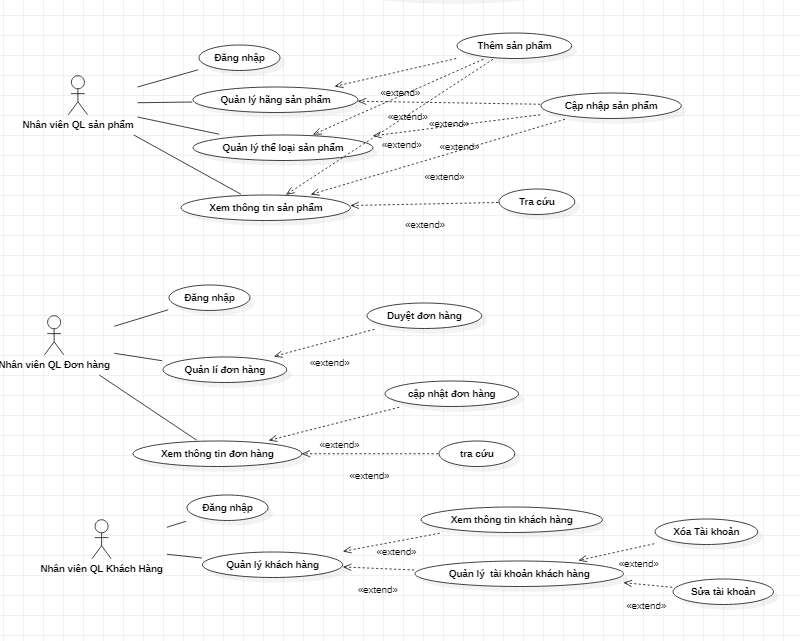 Thêm sản phẩm
Đăng nhập
«extend»
Quản lý hãng sản phẩm
Cập nhập sản phẩm
Nhân viên QL sản phẩm
«extend»
«extend»
Quản lý thể loại sản phẩm
«extend»
«extend»
«extend»
Xem thông tin sản phẩm
Tra cứu
«extend»
Đăng nhập
Duyệt đơn hàng
Nhân viên QL Đơn hàng
«extend»
Quản lí đơn hàng
cập nhật đơn hàng
«extend»
Xem thông tin đơn hàng
tra cứu
«extend»
Đăng nhập
Xem thông tin khách hàng
Xóa Tài khoản
«extend»
Nhân viên QL Khách Hàng
Quản lý khách hàng
«extend»
Quản lý tài khoản khách hàng
«extend»
Sửa tài khoản
«extend»